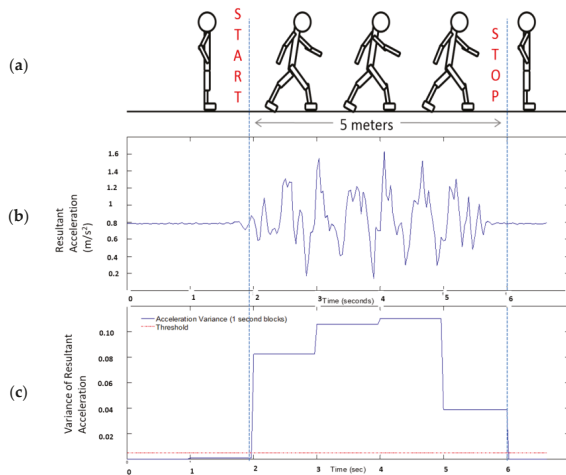 (a)
START
STOP
5 meters
(b)
Resultant
Acceleration
(m/s²)
1.6
1.4
1.2
1
0.8
0.6
0.4
0.2
0 1 2 3 4 5 6
Time (seconds)
(c)
Variance of Resultant
Acceleration
Acceleration Variance (1 second blocks)
Threshold
0.10
0.08
0.06
0.04
0.02
0 1 2 3 4 5 6
Time (sec)